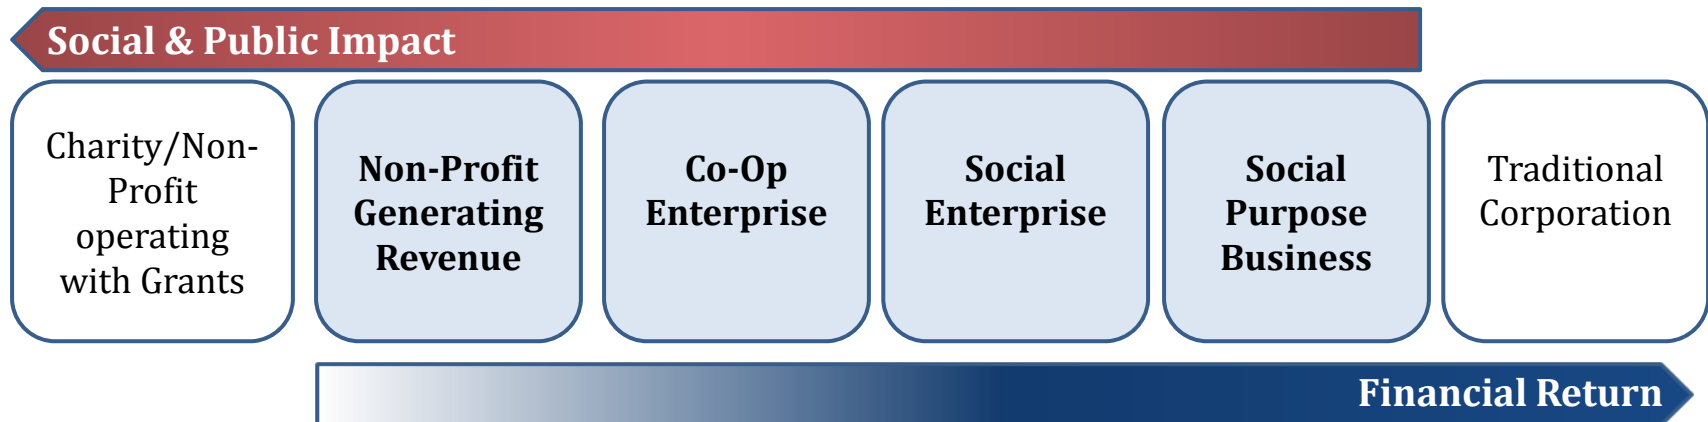 Social & Public Impact
Charity/Non-
Profit
operating
with Grants
Non-Profit
Generating
Revenue
Co-Op
Enterprise
Social
Enterprise
Social
Purpose
Business
Traditional
Corporation
Financial Return